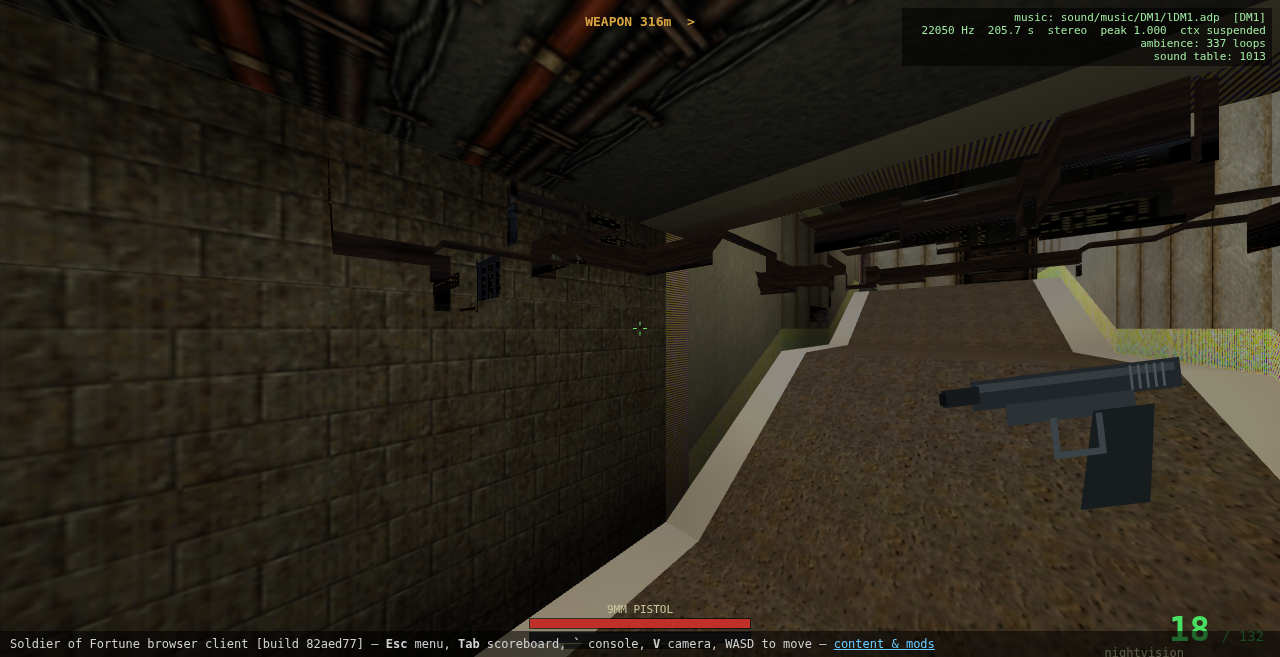 WEAPON 316m  >
music: sound/music/DM1/lDM1.adp  [DM1]
22050 Hz  205.7 s  stereo  peak 1.000  ctx suspended
ambience: 337 loops
sound table: 1013
9MM PISTOL
18 / 132
Soldier of Fortune browser client [build 82aed77] — Esc menu, Tab scoreboard, ` console, V camera, WASD to move — content & mods
nightvision